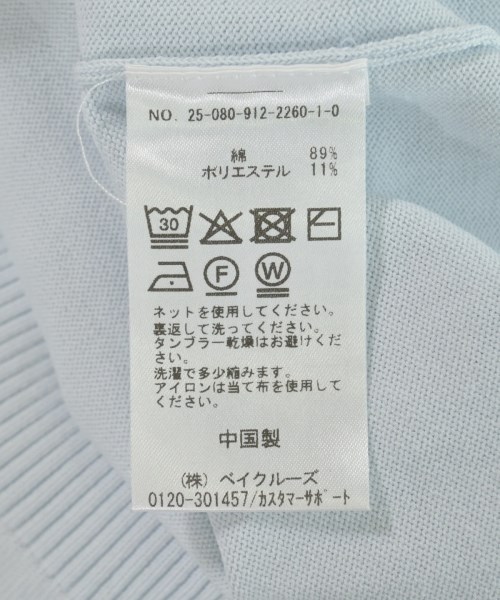 NO. 25-080-912-2260-1-0
綿 89%
ポリエステル 11%
30
F W
ネットを使用してください。
裏返して洗ってください。
タンブラー乾燥はお避けくだ
さい。
洗濯で多少縮みます。
アイロンは当て布を使用して
ください。
中国製
(株) ベイクルーズ
0120-301457/カスタマーサポート